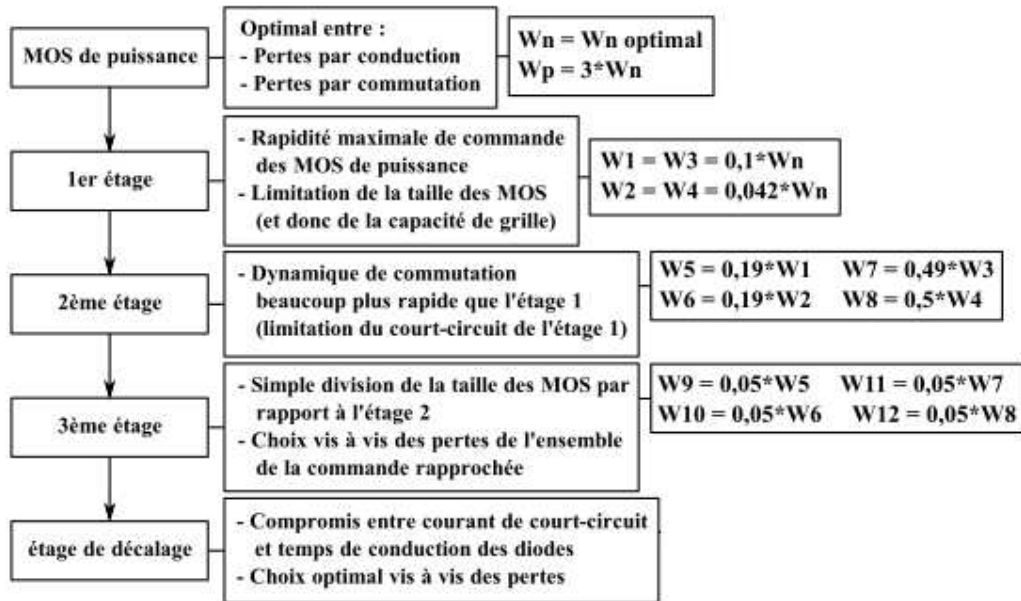 MOS de puissance
Optimal entre :
- Pertes par conduction
- Pertes par commutation
Wn = Wn optimal
Wp = 3*Wn
1er étage
- Rapidité maximale de commande
des MOS de puissance
- Limitation de la taille des MOS
(et donc de la capacité de grille)
W1 = W3 = 0,1*Wn
W2 = W4 = 0,042*Wn
2ème étage
- Dynamique de commutation
beaucoup plus rapide que l'étage 1
(limitation du court-circuit de l'étage 1)
W5 = 0,19*W1 W7 = 0,49*W3
W6 = 0,19*W2 W8 = 0,5*W4
3ème étage
- Simple division de la taille des MOS par
rapport à l'étage 2
- Choix vis à vis des pertes de l'ensemble
de la commande rapprochée
W9 = 0,05*W5 W11 = 0,05*W7
W10 = 0,05*W6 W12 = 0,05*W8
étage de décalage
- Compromis entre courant de court-circuit
et temps de conduction des diodes
- Choix optimal vis à vis des pertes